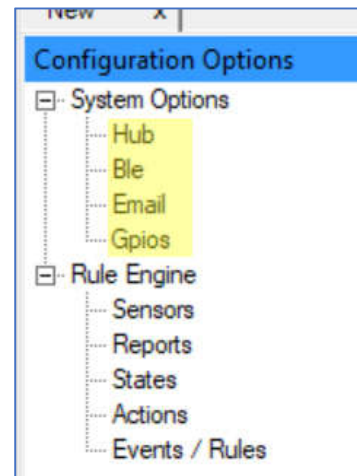 New x
Configuration Options
System Options
Hub
Ble
Email
Gpios
Rule Engine
Sensors
Reports
States
Actions
Events / Rules